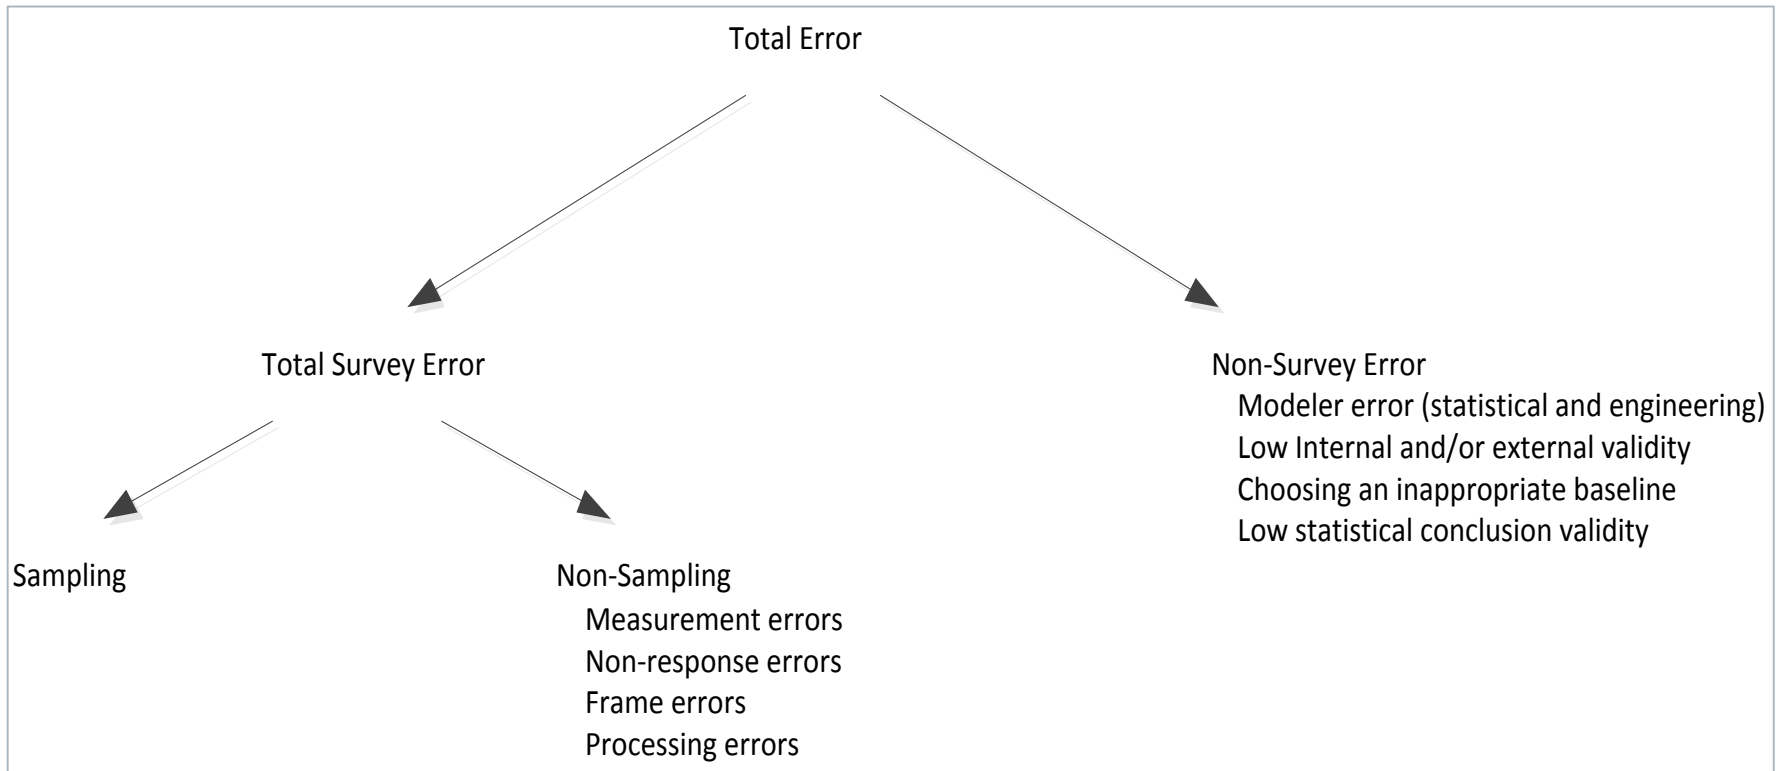 Total Error
Total Survey Error
Non-Survey Error
Modeler error (statistical and engineering)
Low Internal and/or external validity
Choosing an inappropriate baseline
Low statistical conclusion validity
Sampling
Non-Sampling
Measurement errors
Non-response errors
Frame errors
Processing errors